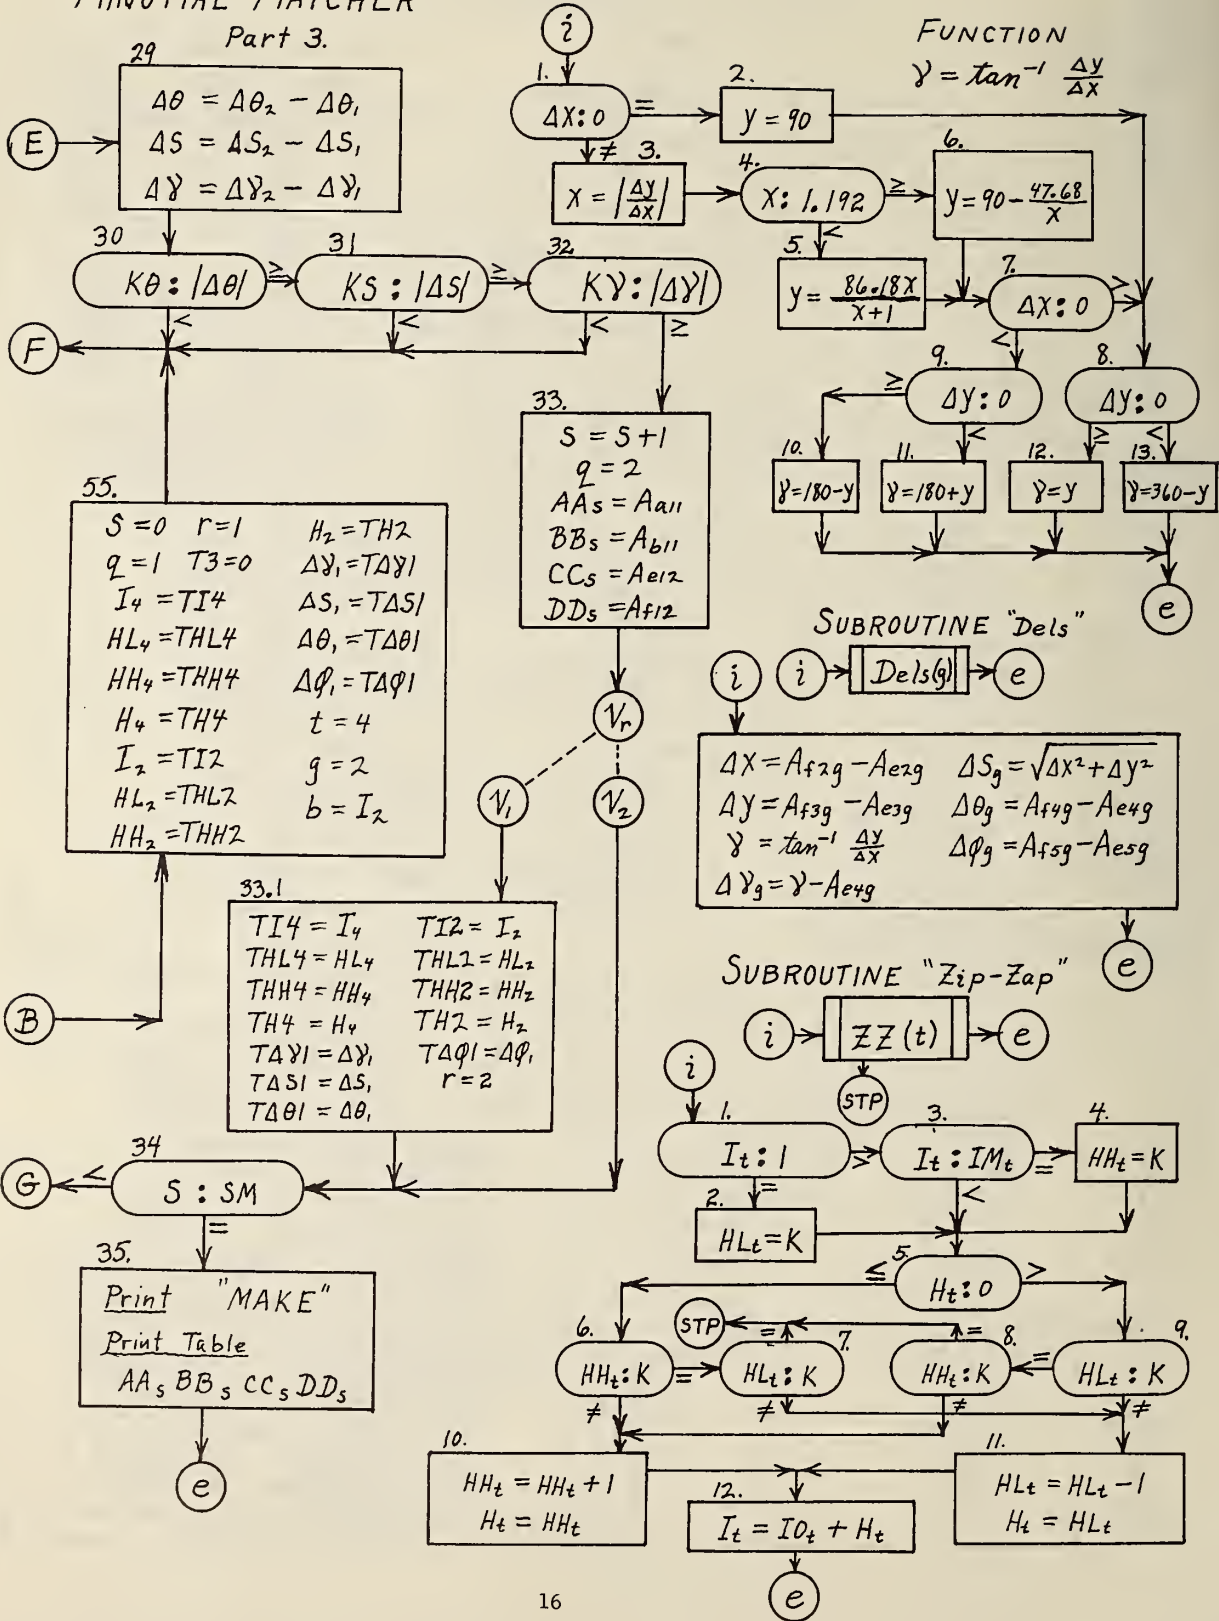 MINUTIAE MATCHER
Part 3.
29
E
Δθ = Δθ₂ − Δθ₁
ΔS = ΔS₂ − ΔS₁
Δγ = Δγ₂ − Δγ₁
30
Kθ : |Δθ|
≥
<
31
KS : |ΔS|
≥
<
32
Kγ : |Δγ|
<
≥
F
33.
S = S+1
q = 2
AAs = Aa11
BBs = Ab11
CCs = Ae12
DDs = Af12
Vr
V₁
V₂
55.
S = 0 r = 1
q = 1 T3 = 0
I₄ = TI4
HL₄ = THL4
HH₄ = THH4
H₄ = TH4
I₂ = TI2
HL₂ = THL2
HH₂ = THH2
H₂ = TH2
Δγ₁ = TΔγ1
ΔS₁ = TΔS1
Δθ₁ = TΔθ1
Δφ₁ = TΔφ1
t = 4
g = 2
b = I₂
B
33.1
TI4 = I₄
THL4 = HL₄
THH4 = HH₄
TH4 = H₄
TΔγ1 = Δγ₁
TΔS1 = ΔS₁
TΔθ1 = Δθ₁
TI2 = I₂
THL2 = HL₂
THH2 = HH₂
TH2 = H₂
TΔφ1 = Δφ₁
r = 2
34
S : SM
<
=
G
35.
Print "MAKE"
Print Table
AAs BBs CCs DDs
e
FUNCTION
γ = tan⁻¹ Δy/Δx
i
1.
Δx : 0
=
≠
2.
y = 90
3.
x = |Δy/Δx|
4.
x : 1.192
≥
<
5.
y = 86.18x/x+1
6.
y = 90 − 47.68/x
7.
Δx : 0
>
<
8.
Δy : 0
≥
<
9.
Δy : 0
≥
<
10.
γ = 180 − y
11.
γ = 180 + y
12.
γ = y
13.
γ = 360 − y
e
SUBROUTINE "Dels"
i
Dels(g)
e
i
Δx = Af2g − Ae2g
Δy = Af3g − Ae3g
γ = tan⁻¹ Δy/Δx
Δγg = γ − Ae4g
ΔSg = √Δx² + Δy²
Δθg = Af4g − Ae4g
Δφg = Af5g − Ae5g
e
SUBROUTINE "Zip-Zap"
i
ZZ(t)
e
STP
i
1.
It : 1
>
=
2.
HLt = K
3.
It : IMt
=
<
4.
HHt = K
5.
Ht : 0
≤
>
STP
6.
HHt : K
=
≠
7.
HLt : K
=
≠
8.
HHt : K
=
≠
9.
HLt : K
=
≠
10.
HHt = HHt + 1
Ht = HHt
11.
HLt = HLt − 1
Ht = HLt
12.
It = IOt + Ht
e
16